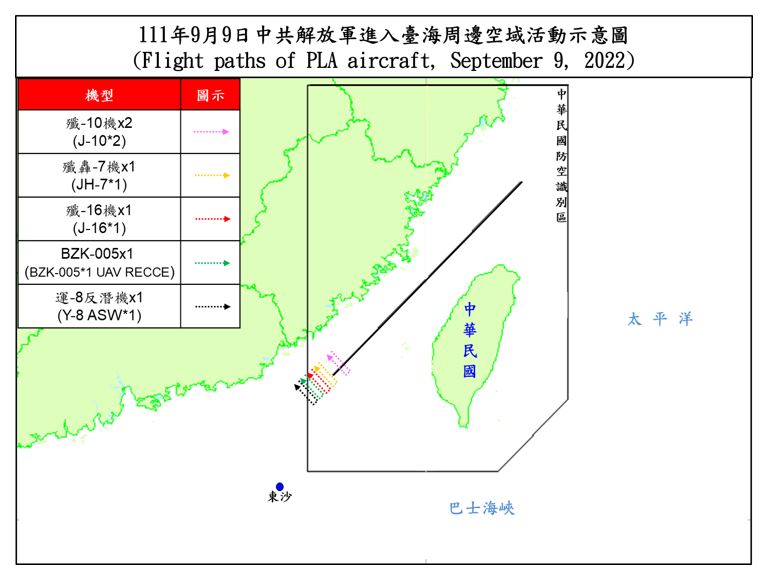 111年9月9日中共解放軍進入臺海周邊空域活動示意圖
(Flight paths of PLA aircraft, September 9, 2022)
機型 圖示
殲-10機x2
(J-10*2)
殲轟-7機x1
(JH-7*1)
殲-16機x1
(J-16*1)
BZK-005x1
(BZK-005*1 UAV RECCE)
運-8反潛機x1
(Y-8 ASW*1)
中華民國防空識別區
中華民國
太平洋
東沙
巴士海峽